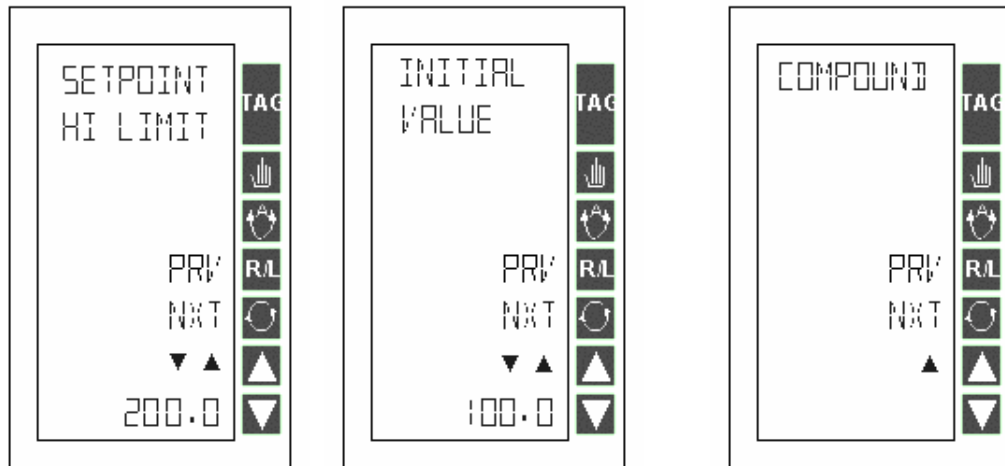 SETPOINT
HI LIMIT
TAG
PRV
R/L
NXT
▼ ▲
200.0
INITIAL
VALUE
TAG
PRV
R/L
NXT
▼ ▲
100.0
COMPOUND
TAG
PRV
R/L
NXT
▲